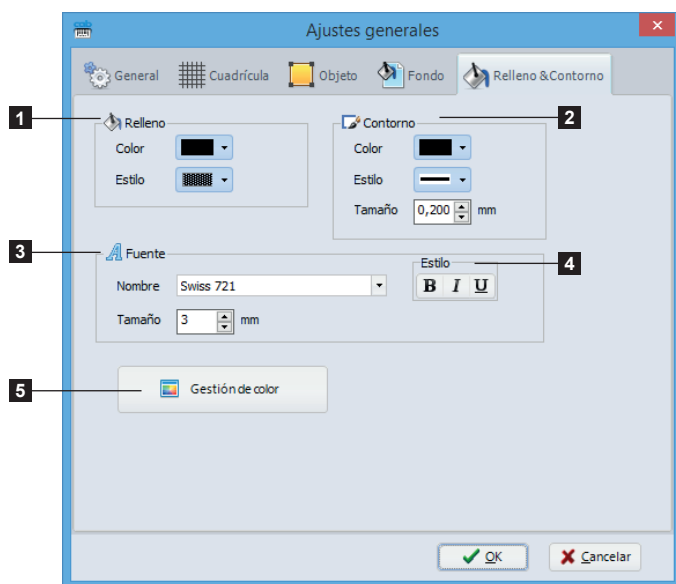 cab
Ajustes generales
General Cuadrícula Objeto Fondo Relleno &Contorno
1 Relleno Contorno 2
Color Color
Estilo Estilo
Tamaño 0,200 mm
3 A Fuente Estilo 4
Nombre Swiss 721 B I U
Tamaño 3 mm
5 Gestión de color
OK Cancelar